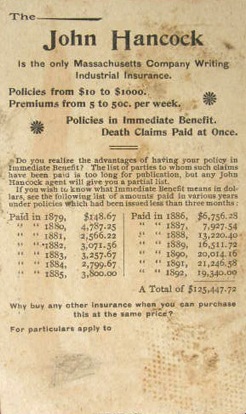 The
John Hancock
Is the only Massachusetts Company Writing
Industrial Insurance.
Policies from $10 to $1000.
Premiums from 5 to 50c. per week.
Policies in Immediate Benefit.
Death Claims Paid at Once.
Do you realize the advantages of having your policy in
Immediate Benefit? The list of parties to whom such claims
have been paid is too long for publication, but any John
Hancock agent will give you a partial list.
If you wish to know what Immediate Benefit means in dol-
lars, see the following list of amounts paid in various years
under policies which had been issued less than three months:
Paid in 1879, $148.67
" " 1880, 4,787.25
" " 1881, 2,566.22
" " 1882, 3,071.56
" " 1883, 3,257.67
" " 1884, 2,799.67
" " 1885, 3,800.00
Paid in 1886, $6,756.28
" " 1887, 7,927.54
" " 1888, 13,220.40
" " 1889, 16,511.72
" " 1890, 20,014.16
" " 1891, 21,246.58
" " 1892, 19,340.00
A Total of $125,447.72
Why buy any other insurance when you can purchase
this at the same price?
For particulars apply to